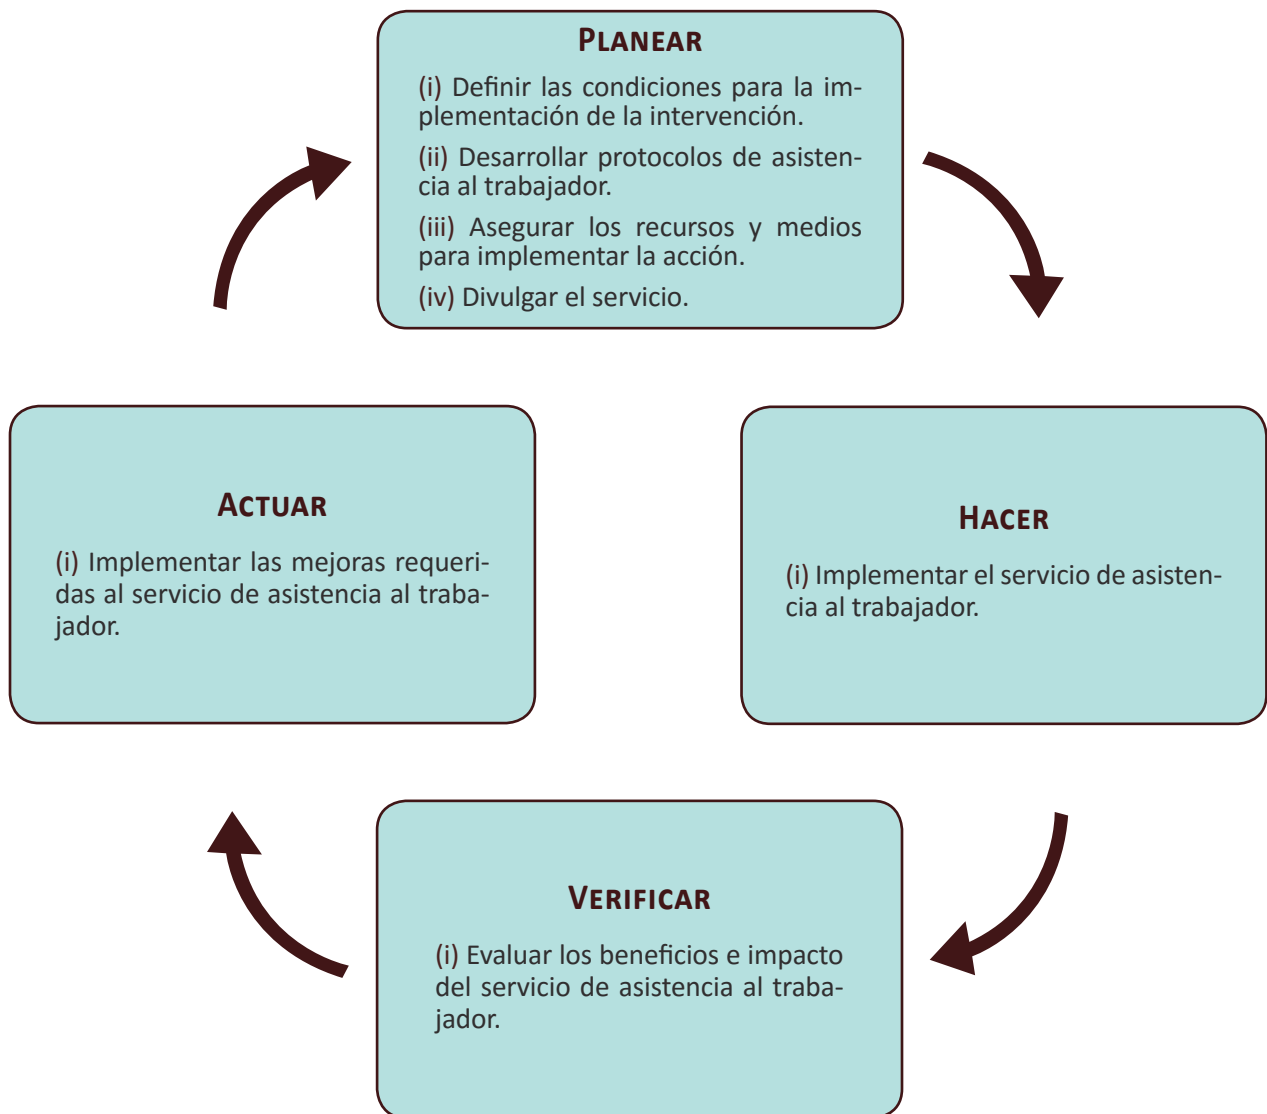 PLANEAR
(i) Definir las condiciones para la im-
plementación de la intervención.
(ii) Desarrollar protocolos de asisten-
cia al trabajador.
(iii) Asegurar los recursos y medios
para implementar la acción.
(iv) Divulgar el servicio.
HACER
(i) Implementar el servicio de asisten-
cia al trabajador.
VERIFICAR
(i) Evaluar los beneficios e impacto
del servicio de asistencia al traba-
jador.
ACTUAR
(i) Implementar las mejoras requeri-
das al servicio de asistencia al traba-
jador.